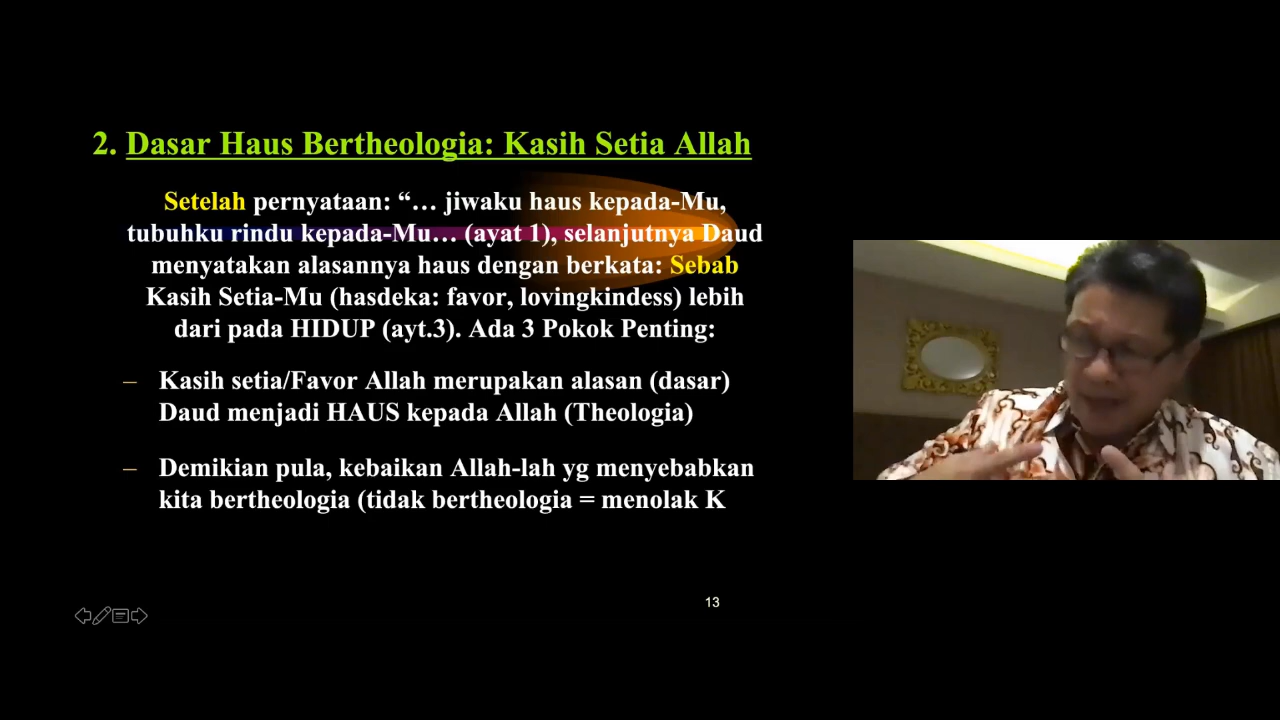 2. Dasar Haus Bertheologia: Kasih Setia Allah
Setelah pernyataan: “… jiwaku haus kepada-Mu,
tubuhku rindu kepada-Mu… (ayat 1), selanjutnya Daud
menyatakan alasannya haus dengan berkata: Sebab
Kasih Setia-Mu (hasdeka: favor, lovingkindess) lebih
dari pada HIDUP (ayt.3). Ada 3 Pokok Penting:
– Kasih setia/Favor Allah merupakan alasan (dasar)
Daud menjadi HAUS kepada Allah (Theologia)
– Demikian pula, kebaikan Allah-lah yg menyebabkan
kita bertheologia (tidak bertheologia = menolak K
13